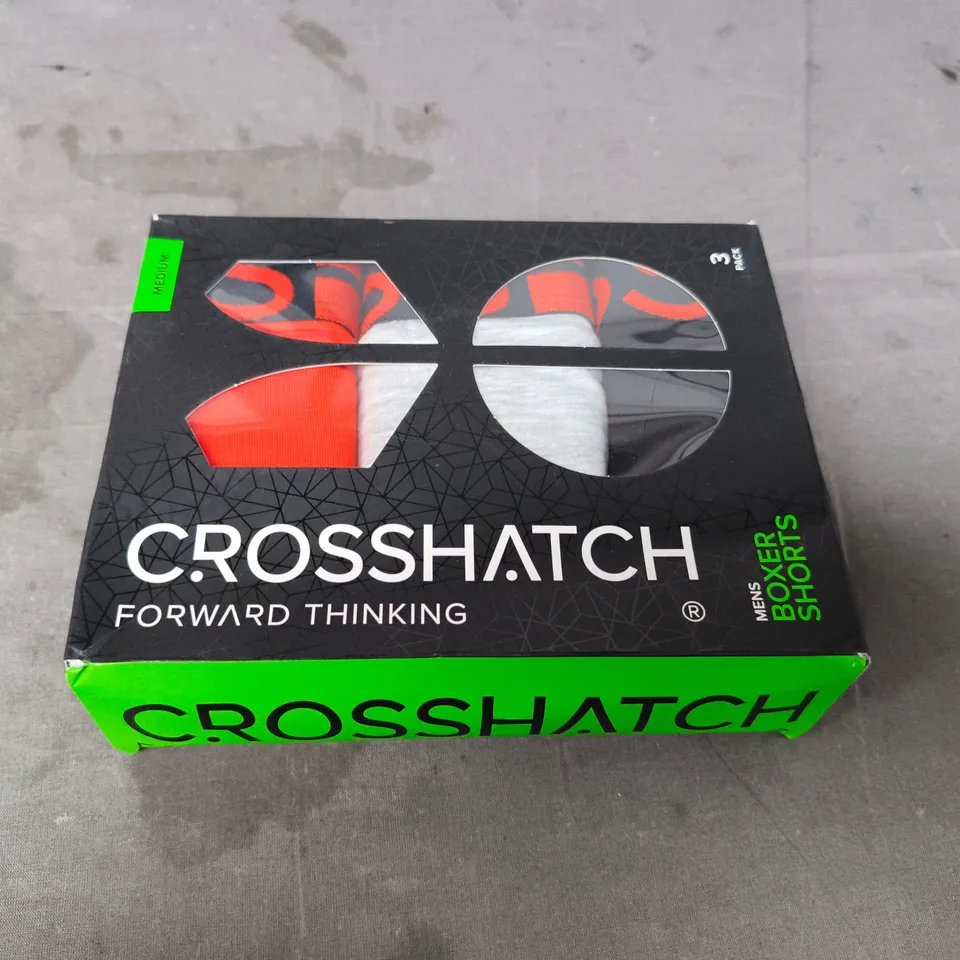 MEDIUM
3
PACK
CROSSHATCH
FORWARD THINKING
®
MENS
BOXER
SHORTS
CROSSHATCH